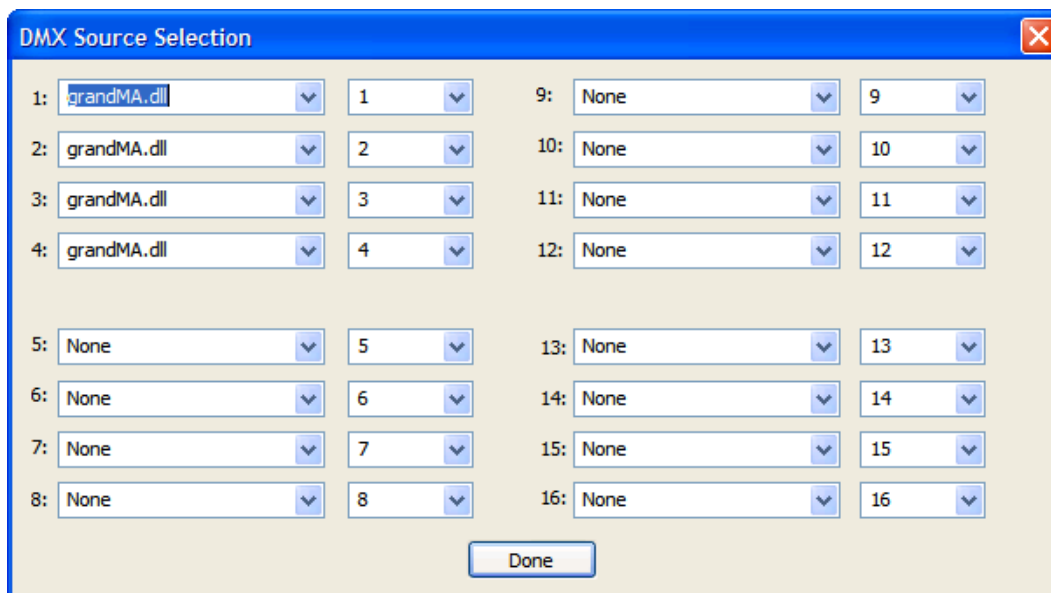 DMX Source Selection
1: grandMA.dll 1 9: None 9
2: grandMA.dll 2 10: None 10
3: grandMA.dll 3 11: None 11
4: grandMA.dll 4 12: None 12
5: None 5 13: None 13
6: None 6 14: None 14
7: None 7 15: None 15
8: None 8 16: None 16
Done